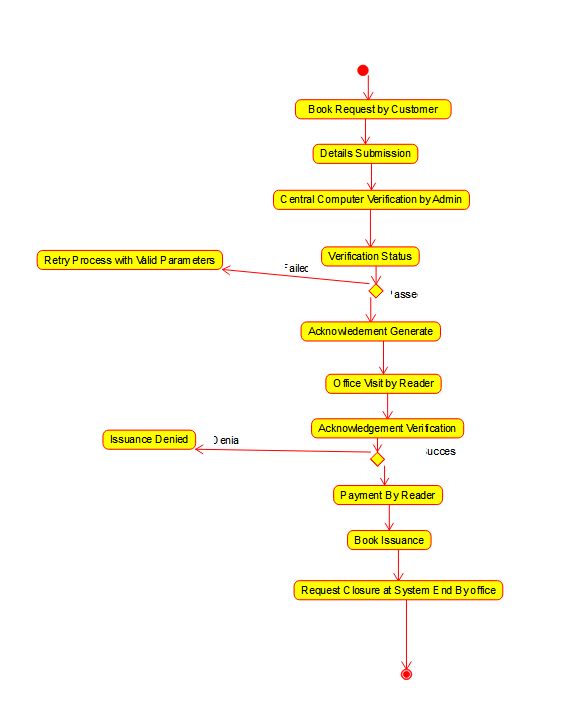 Book Request by Customer
Details Submission
Central Computer Verification by Admin
Verification Status
Retry Process with Valid Parameters
Failed
Passed
Acknowledement Generate
Office Visit by Reader
Acknowledgement Verification
Issuance Denied
Denial
Success
Payment By Reader
Book Issuance
Request Closure at System End By office